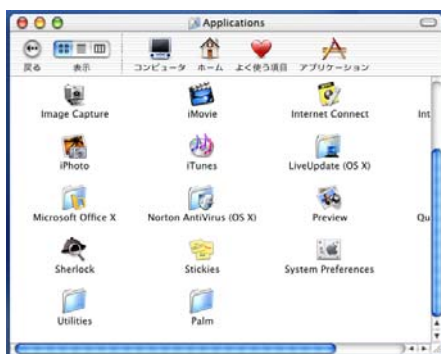 Applications
戻る 表示 コンピュータ ホーム よく使う項目 アプリケーション
Image Capture iMovie Internet Connect Int
iPhoto iTunes LiveUpdate (OS X)
Microsoft Office X Norton AntiVirus (OS X) Preview Qu
Sherlock Stickies System Preferences
Utilities Palm